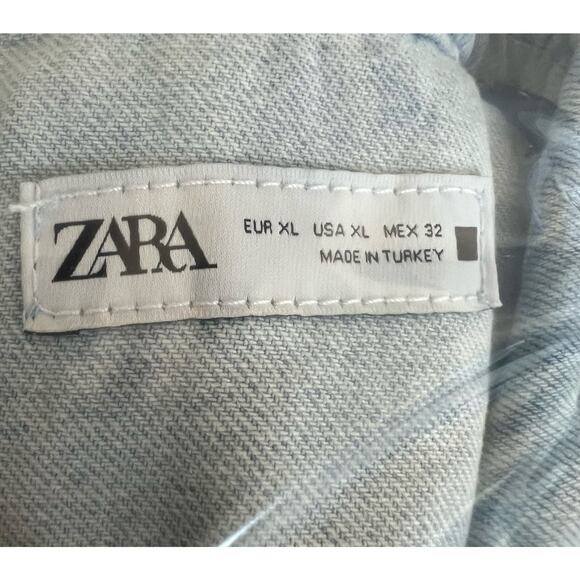 ZARA
EUR XL USA XL MEX 32
MADE IN TURKEY